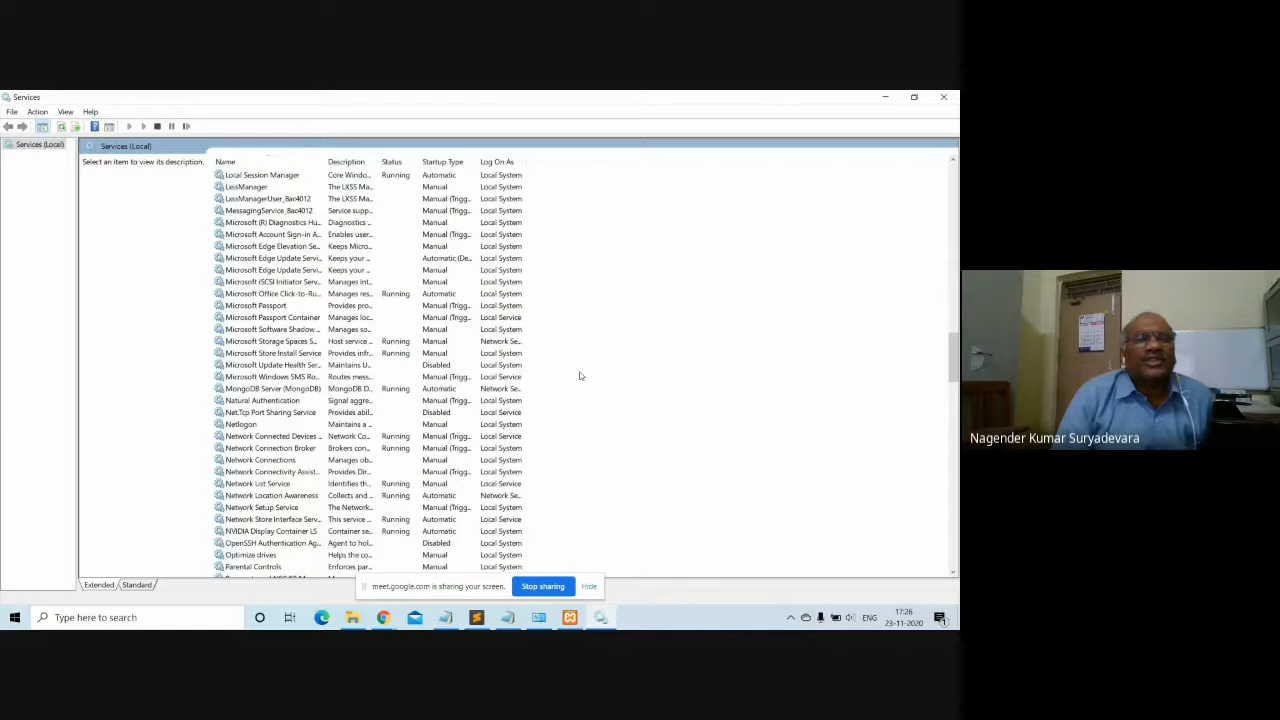 Services
File Action View Help
Services (Local)
Services (Local)
Select an item to view its description.
Name Description Status Startup Type Log On As
Local Session Manager Core Windo... Running Automatic Local System
LxssManager The LXSS Ma... Manual Local System
LxssManagerUser_8ac4012 The LXSS Ma... Manual (Trigg... Local System
MessagingService_8ac4012 Service supp... Manual (Trigg... Local System
Microsoft (R) Diagnostics Hu... Diagnostics ... Manual Local System
Microsoft Account Sign-in A... Enables user... Manual (Trigg... Local System
Microsoft Edge Elevation Se... Keeps Micro... Manual Local System
Microsoft Edge Update Servi... Keeps your ... Automatic (De... Local System
Microsoft Edge Update Servi... Keeps your ... Manual Local System
Microsoft iSCSI Initiator Serv... Manages Int... Manual Local System
Microsoft Office Click-to-Ru... Manages res... Running Automatic Local System
Microsoft Passport Provides pro... Manual (Trigg... Local System
Microsoft Passport Container Manages loc... Manual (Trigg... Local Service
Microsoft Software Shadow ... Manages so... Manual Local System
Microsoft Storage Spaces S... Host service ... Running Manual Network Se...
Microsoft Store Install Service Provides infr... Running Manual Local System
Microsoft Update Health Ser... Maintains U... Disabled Local System
Microsoft Windows SMS Ro... Routes mess... Manual (Trigg... Local Service
MongoDB Server (MongoDB) MongoDB D... Running Automatic Network Se...
Natural Authentication Signal aggre... Manual (Trigg... Local System
Net.Tcp Port Sharing Service Provides abil... Disabled Local Service
Netlogon Maintains a ... Manual Local System
Network Connected Devices ... Network Co... Running Manual (Trigg... Local Service
Network Connection Broker Brokers con... Running Manual (Trigg... Local System
Network Connections Manages ob... Manual Local System
Network Connectivity Assist... Provides Dir... Manual (Trigg... Local System
Network List Service Identifies th... Running Manual Local Service
Network Location Awareness Collects and ... Running Automatic Network Se...
Network Setup Service The Network... Manual (Trigg... Local System
Network Store Interface Serv... This service ... Running Automatic Local Service
NVIDIA Display Container LS Container se... Running Automatic Local System
OpenSSH Authentication Ag... Agent to hol... Disabled Local System
Optimize drives Helps the co... Manual Local System
Parental Controls Enforces par... Manual Local System
Extended Standard
meet.google.com is sharing your screen. Stop sharing Hide
Type here to search
ENG
17:26
23-11-2020
Nagender Kumar Suryadevara